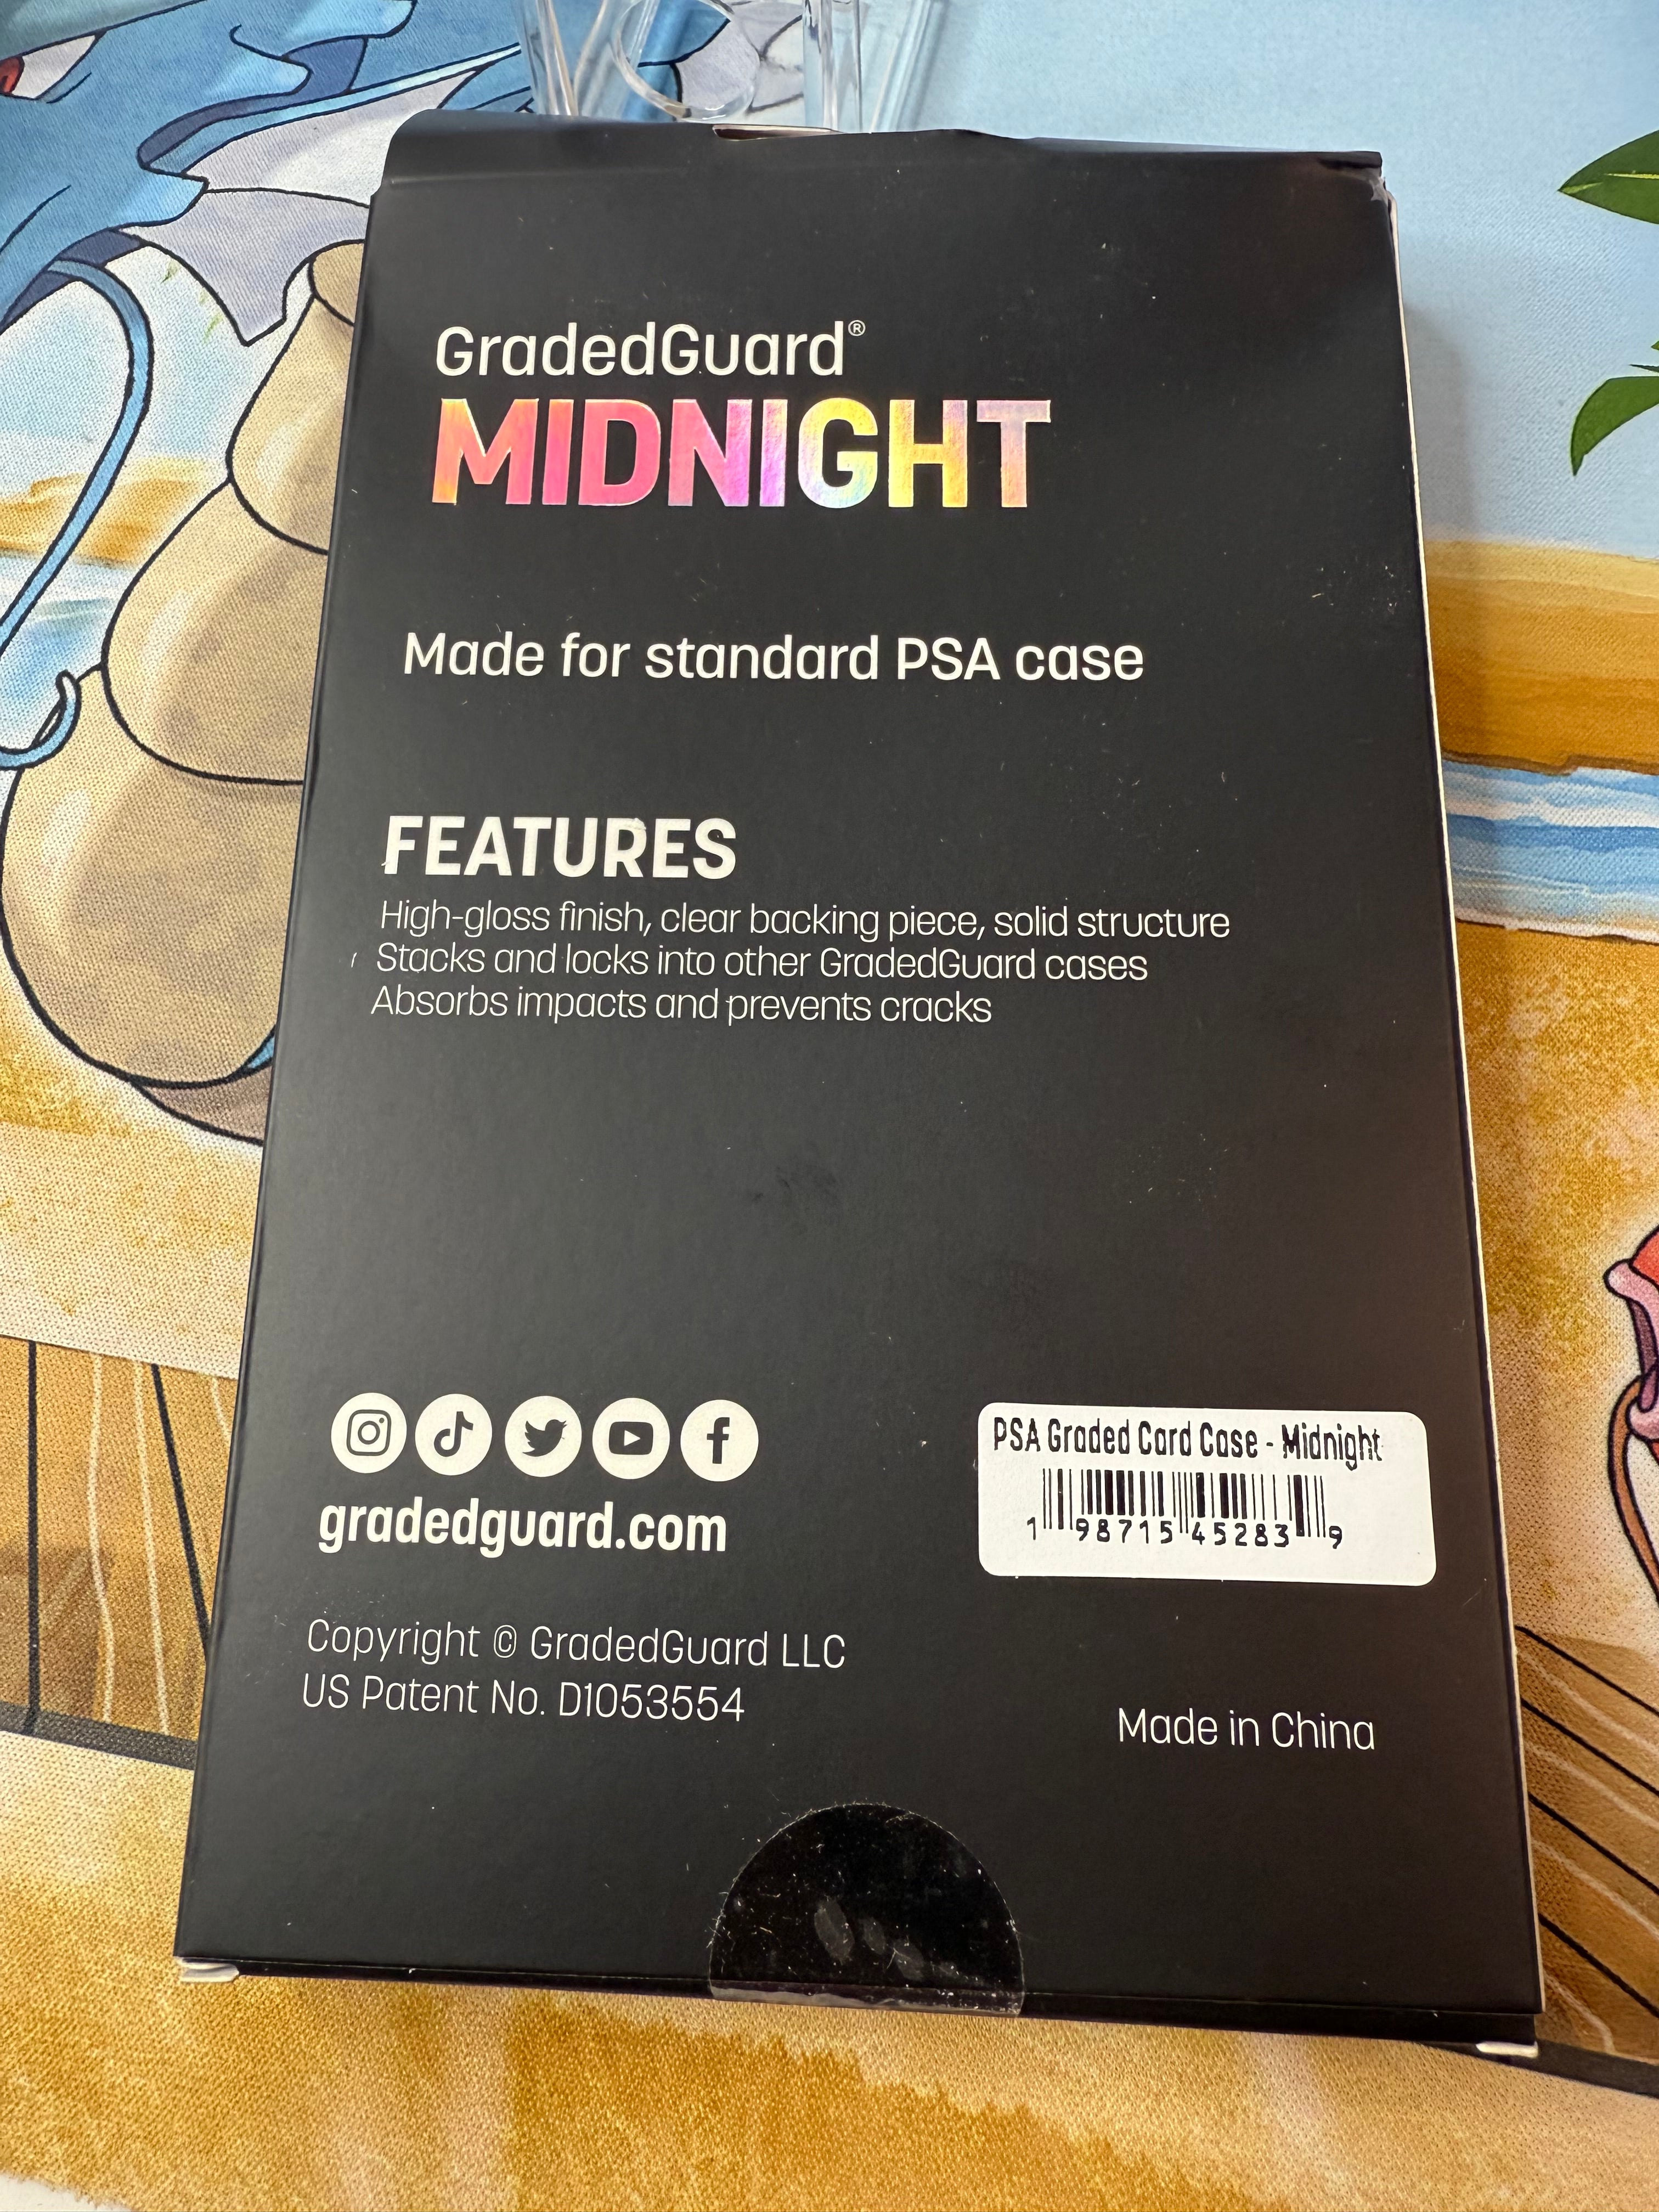 GradedGuard®
MIDNIGHT
Made for standard PSA case
FEATURES
High-gloss finish, clear backing piece, solid structure
Stacks and locks into other GradedGuard cases
Absorbs impacts and prevents cracks
gradedguard.com
PSA Graded Card Case - Midnight
1 98715 45283 9
Copyright © GradedGuard LLC
US Patent No. D1053554
Made in China